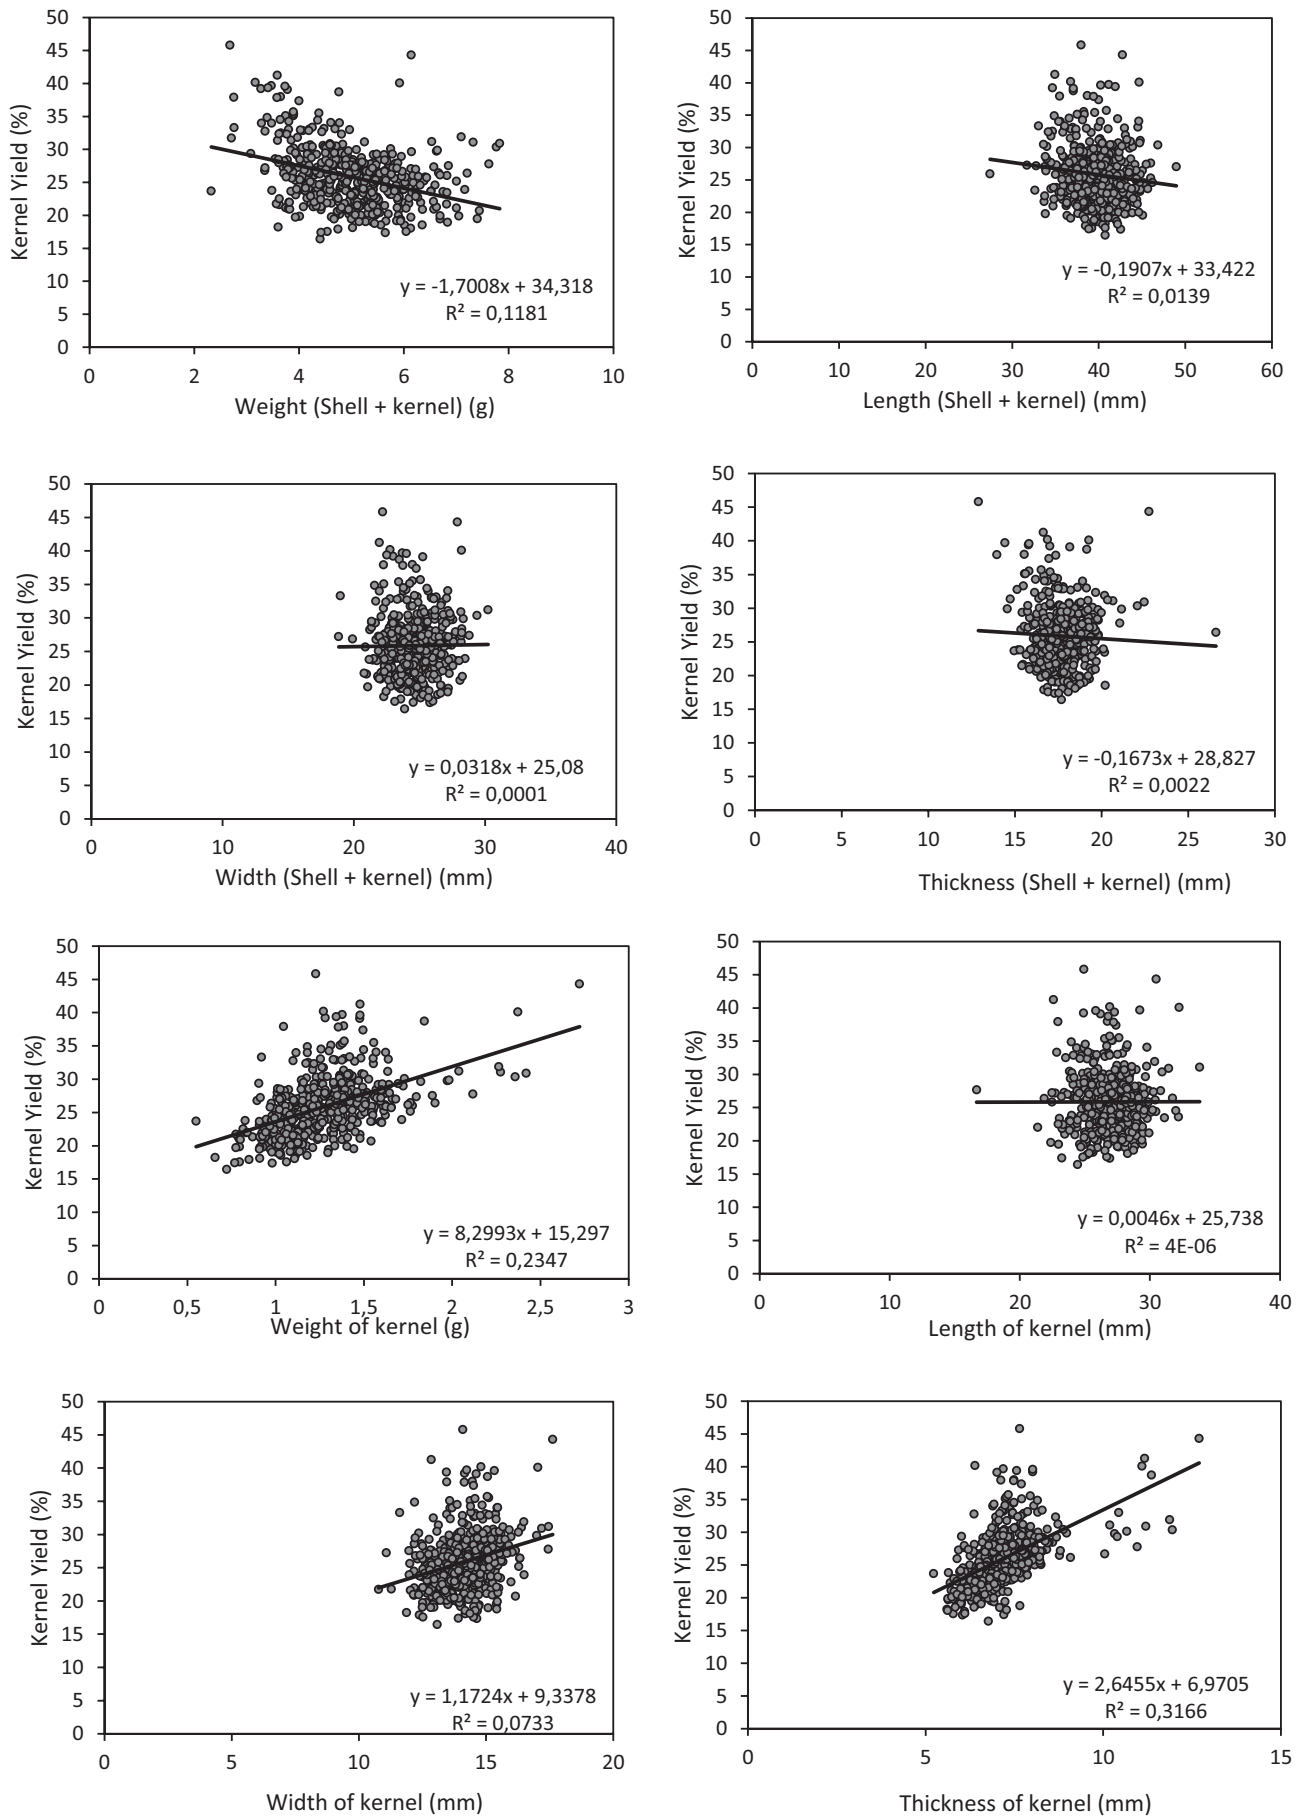 50
45
40
35
30
25
20
15
10
5
0
Kernel Yield (%)
y = -1,7008x + 34,318
R² = 0,1181
0 2 4 6 8 10
Weight (Shell + kernel) (g)
50
45
40
35
30
25
20
15
10
5
0
Kernel Yield (%)
y = -0,1907x + 33,422
R² = 0,0139
0 10 20 30 40 50 60
Length (Shell + kernel) (mm)
50
45
40
35
30
25
20
15
10
5
0
Kernel Yield (%)
y = 0,0318x + 25,08
R² = 0,0001
0 10 20 30 40
Width (Shell + kernel) (mm)
50
45
40
35
30
25
20
15
10
5
0
Kernel Yield (%)
y = -0,1673x + 28,827
R² = 0,0022
0 5 10 15 20 25 30
Thickness (Shell + kernel) (mm)
50
45
40
35
30
25
20
15
10
5
0
Kernel Yield (%)
y = 8,2993x + 15,297
R² = 0,2347
0 0,5 1 1,5 2 2,5 3
Weight of kernel (g)
50
45
40
35
30
25
20
15
10
5
0
Kernel Yield (%)
y = 0,0046x + 25,738
R² = 4E-06
0 10 20 30 40
Length of kernel (mm)
50
45
40
35
30
25
20
15
10
5
0
Kernel Yield (%)
y = 1,1724x + 9,3378
R² = 0,0733
0 5 10 15 20
Width of kernel (mm)
50
45
40
35
30
25
20
15
10
5
0
Kernel Yield (%)
y = 2,6455x + 6,9705
R² = 0,3166
0 5 10 15
Thickness of kernel (mm)